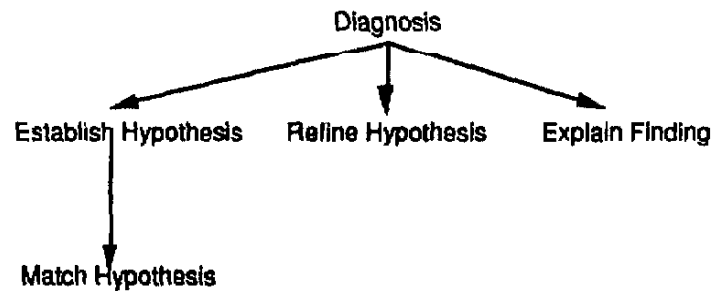 Diagnosis
Establish Hypothesis Refine Hypothesis Explain Finding
Match Hypothesis